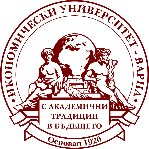 • ИКОНОМИЧЕСКИ УНИВЕРСИТЕТ - ВАРНА •
С АКАДЕМИЧНИ
ТРАДИЦИИ
В БЪДЕЩЕТО
Основан 1920